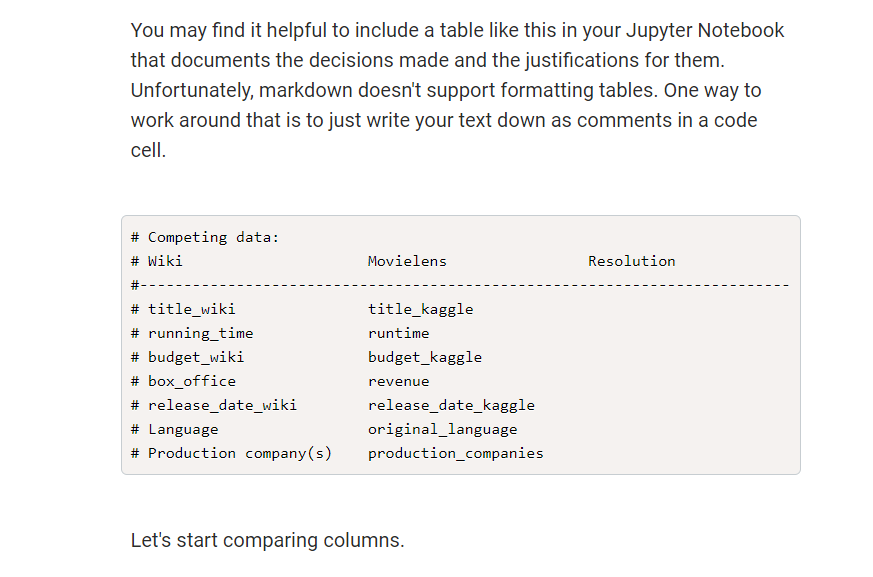 You may find it helpful to include a table like this in your Jupyter Notebook
that documents the decisions made and the justifications for them.
Unfortunately, markdown doesn't support formatting tables. One way to
work around that is to just write your text down as comments in a code
cell.
# Competing data:
# Wiki                     Movielens                Resolution
#--------------------------------------------------------------------------
# title_wiki               title_kaggle
# running_time             runtime
# budget_wiki              budget_kaggle
# box_office               revenue
# release_date_wiki        release_date_kaggle
# Language                 original_language
# Production company(s)    production_companies
Let's start comparing columns.